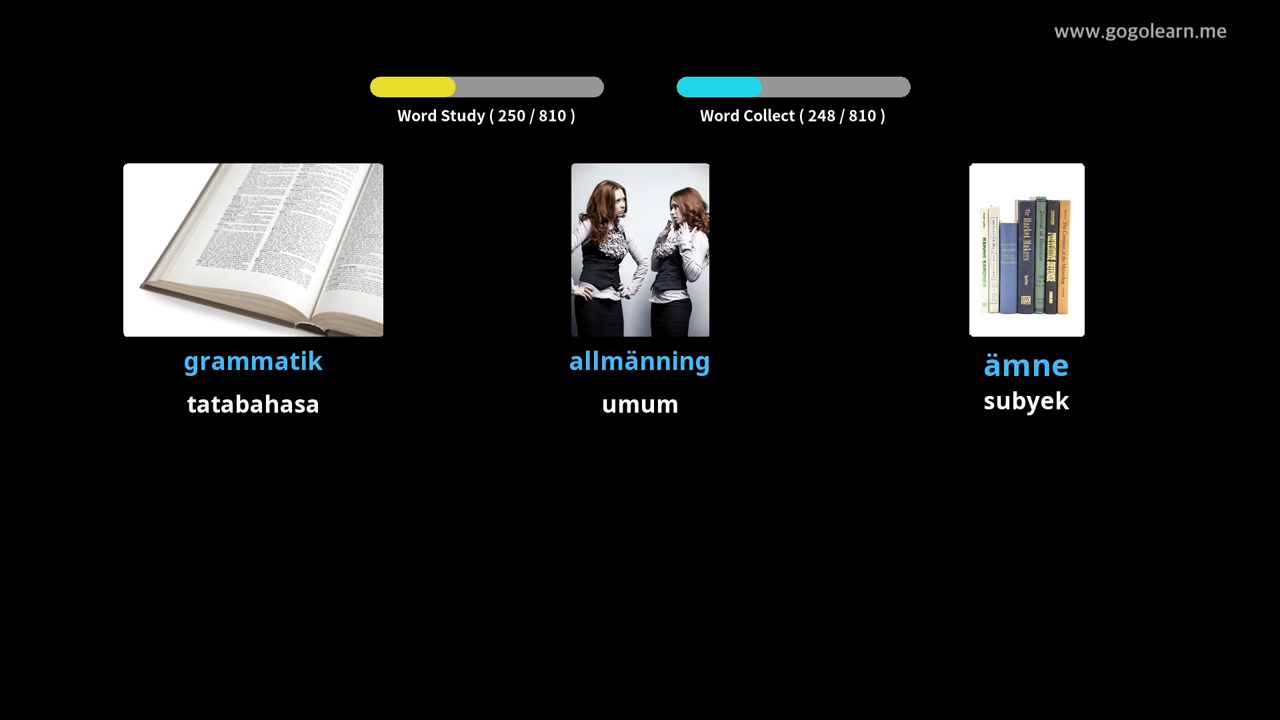 www.gogolearn.me
Word Study ( 250 / 810 )
Word Collect ( 248 / 810 )
grammatik
allmänning
ämne
tatabahasa
umum
subyek